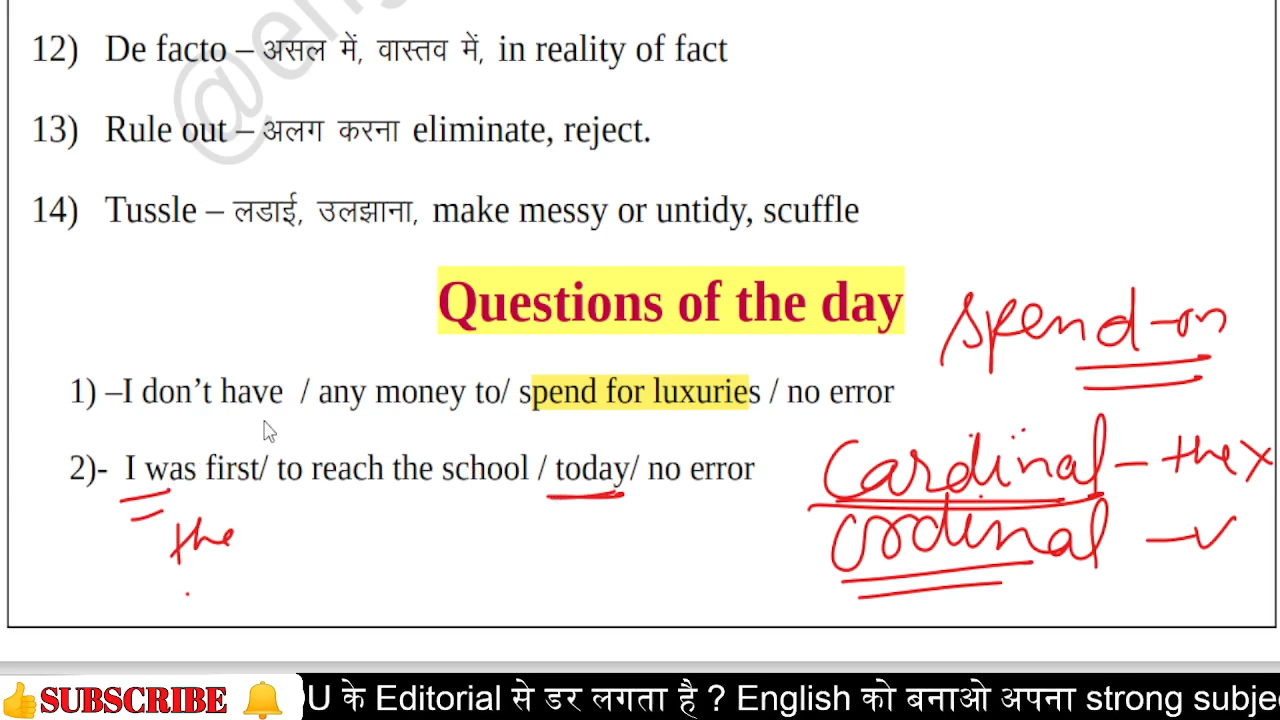 12) De facto – असल में, वास्तव में, in reality of fact
13) Rule out – अलग करना eliminate, reject.
14) Tussle – लडाई, उलझाना, make messy or untidy, scuffle
Questions of the day
spend - on
1) –I don’t have / any money to/ spend for luxuries / no error
cardinal - the x
2)- I was first/ to reach the school / today/ no error
the
ordinal - ✓
👍SUBSCRIBE 🔔 U के Editorial से डर लगता है ? English को बनाओ अपना strong subje